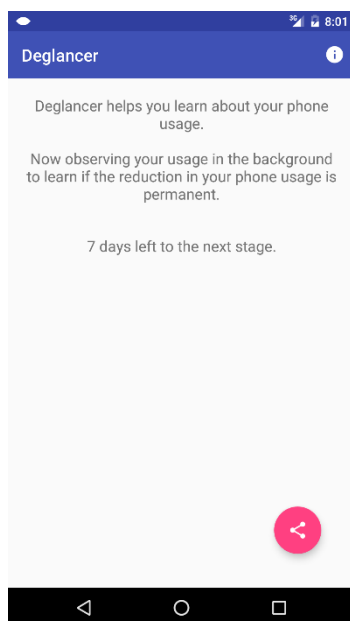 3G 8:01
Deglancer
Deglancer helps you learn about your phone
usage.
Now observing your usage in the background
to learn if the reduction in your phone usage is
permanent.
7 days left to the next stage.